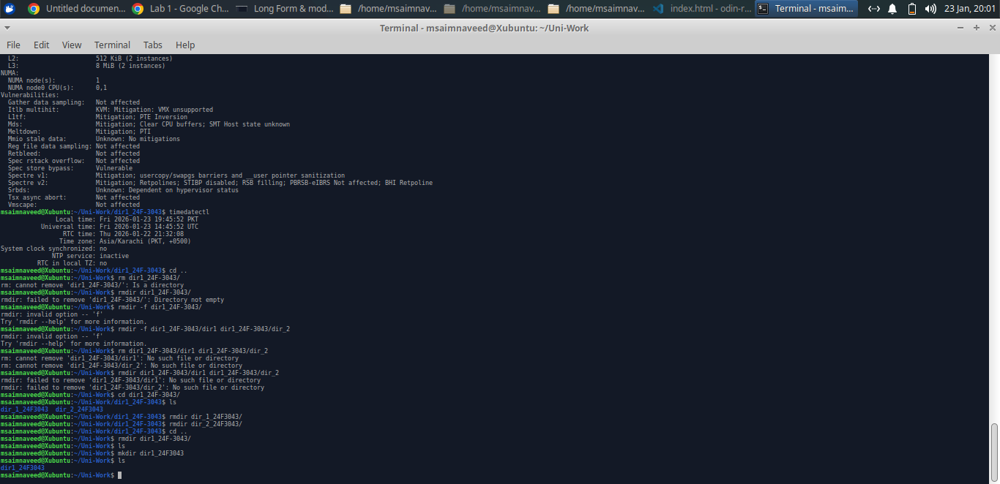 Untitled documen... Lab 1 - Google Ch... Long Form & mod... /home/msaimnav... /home/msaimnav... /home/msaimnav... index.html - odin-r... Terminal - msaim... 23 Jan, 20:01
Terminal - msaimnaveed@Xubuntu: ~/Uni-Work
File Edit View Terminal Tabs Help
L2: 512 KiB (2 instances)
L3: 8 MiB (2 instances)
NUMA:
NUMA node(s): 1
NUMA node0 CPU(s): 0,1
Vulnerabilities:
Gather data sampling: Not affected
Itlb multihit: KVM: Mitigation: VMX unsupported
L1tf: Mitigation; PTE Inversion
Mds: Mitigation; Clear CPU buffers; SMT Host state unknown
Meltdown: Mitigation; PTI
Mmio stale data: Unknown: No mitigations
Reg file data sampling: Not affected
Retbleed: Not affected
Spec rstack overflow: Not affected
Spec store bypass: Vulnerable
Spectre v1: Mitigation; usercopy/swapgs barriers and __user pointer sanitization
Spectre v2: Mitigation; Retpolines; STIBP disabled; RSB filling; PBRSB-eIBRS Not affected; BHI Retpoline
Srbds: Unknown: Dependent on hypervisor status
Tsx async abort: Not affected
Vmscape: Not affected
msaimnaveed@Xubuntu:~/Uni-Work/dir1_24F-3043$ timedatectl
Local time: Fri 2026-01-23 19:45:52 PKT
Universal time: Fri 2026-01-23 14:45:52 UTC
RTC time: Thu 2026-01-22 21:32:08
Time zone: Asia/Karachi (PKT, +0500)
System clock synchronized: no
NTP service: inactive
RTC in local TZ: no
msaimnaveed@Xubuntu:~/Uni-Work/dir1_24F-3043$ cd ..
msaimnaveed@Xubuntu:~/Uni-Work$ rm dir1_24F-3043/
rm: cannot remove 'dir1_24F-3043/': Is a directory
msaimnaveed@Xubuntu:~/Uni-Work$ rmdir dir1_24F-3043/
rmdir: failed to remove 'dir1_24F-3043/': Directory not empty
msaimnaveed@Xubuntu:~/Uni-Work$ rmdir -f dir1_24F-3043/
rmdir: invalid option -- 'f'
Try 'rmdir --help' for more information.
msaimnaveed@Xubuntu:~/Uni-Work$ rmdir -f dir1_24F-3043/dir1 dir1_24F-3043/dir_2
rmdir: invalid option -- 'f'
Try 'rmdir --help' for more information.
msaimnaveed@Xubuntu:~/Uni-Work$ rm dir1_24F-3043/dir1 dir1_24F-3043/dir_2
rm: cannot remove 'dir1_24F-3043/dir1': No such file or directory
rm: cannot remove 'dir1_24F-3043/dir_2': No such file or directory
msaimnaveed@Xubuntu:~/Uni-Work$ rmdir dir1_24F-3043/dir1 dir1_24F-3043/dir_2
rmdir: failed to remove 'dir1_24F-3043/dir1': No such file or directory
rmdir: failed to remove 'dir1_24F-3043/dir_2': No such file or directory
msaimnaveed@Xubuntu:~/Uni-Work$ cd dir1_24F-3043/
msaimnaveed@Xubuntu:~/Uni-Work/dir1_24F-3043$ ls
dir_1_24F3043 dir_2_24F3043
msaimnaveed@Xubuntu:~/Uni-Work/dir1_24F-3043$ rmdir dir_1_24F3043/
msaimnaveed@Xubuntu:~/Uni-Work/dir1_24F-3043$ rmdir dir_2_24F3043/
msaimnaveed@Xubuntu:~/Uni-Work/dir1_24F-3043$ cd ..
msaimnaveed@Xubuntu:~/Uni-Work$ rmdir dir1_24F-3043/
msaimnaveed@Xubuntu:~/Uni-Work$ ls
msaimnaveed@Xubuntu:~/Uni-Work$ mkdir dir1_24F3043
msaimnaveed@Xubuntu:~/Uni-Work$ ls
dir1_24F3043
msaimnaveed@Xubuntu:~/Uni-Work$